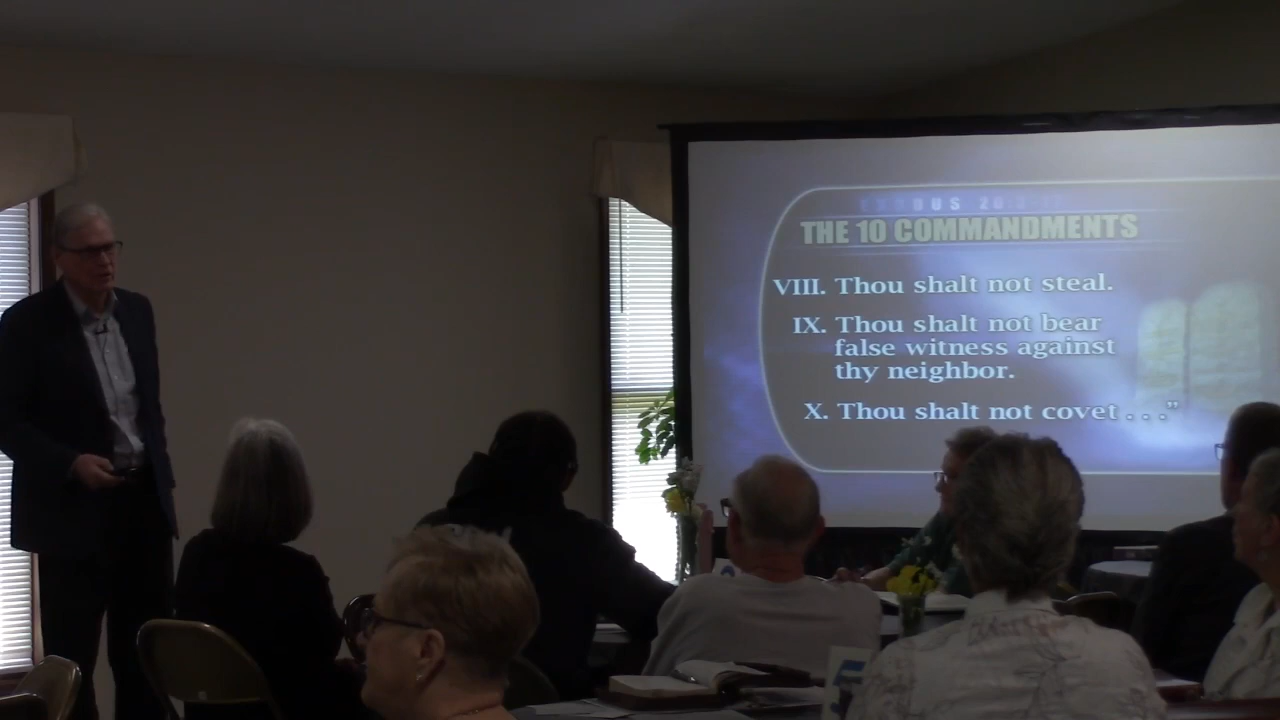 THE 10 COMMANDMENTS
VIII. Thou shalt not steal.
IX. Thou shalt not bear
false witness against
thy neighbor.
X. Thou shalt not covet . . .”